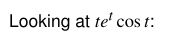 Looking at $te^t \cos t$: